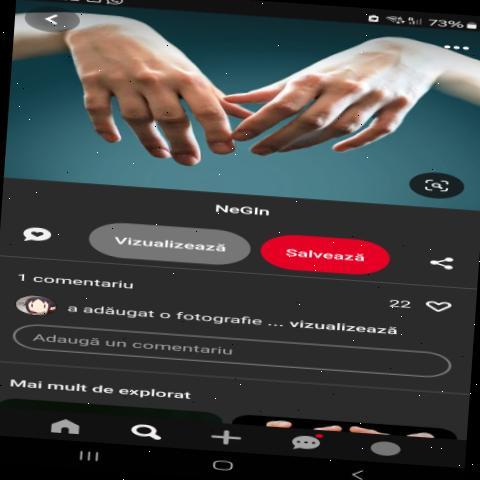 73%
NeGIn
Vizualizează
Salvează
1 comentariu
22
a adăugat o fotografie ... vizualizează
Adaugă un comentariu
Mai mult de explorat